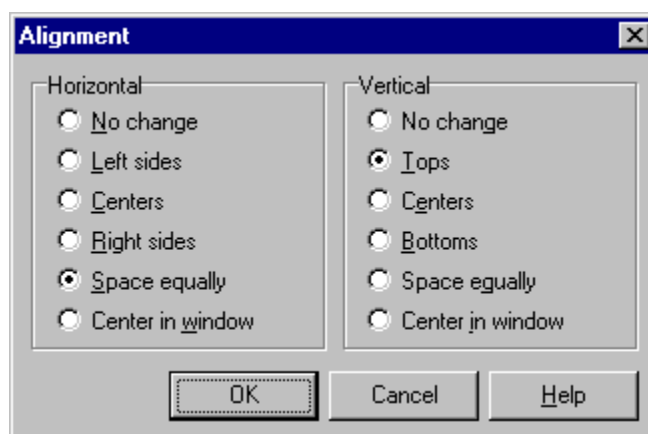 Alignment
Horizontal
No change
Left sides
Centers
Right sides
Space equally
Center in window
Vertical
No change
Tops
Centers
Bottoms
Space equally
Center in window
OK
Cancel
Help